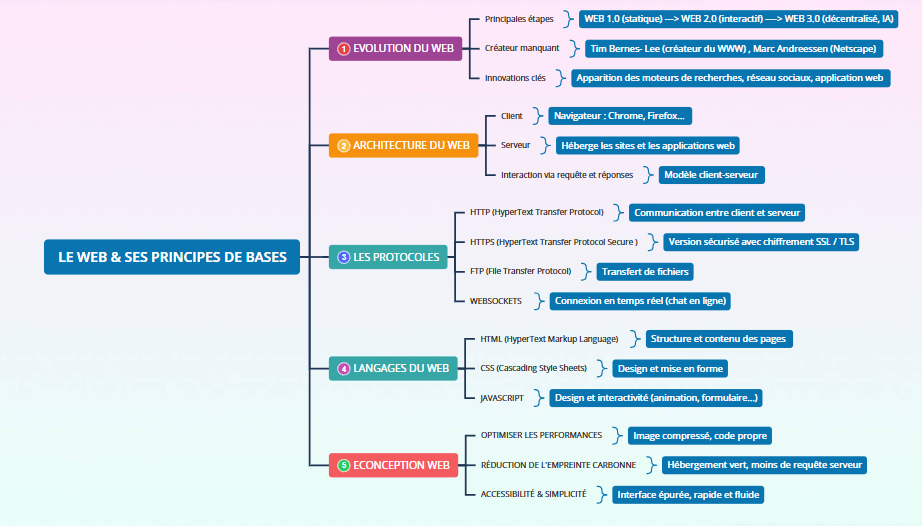 LE WEB & SES PRINCIPES DE BASES
1 EVOLUTION DU WEB
Principales étapes
WEB 1.0 (statique) —> WEB 2.0 (interactif) —-> WEB 3.0 (décentralisé, IA)
Créateur manquant
Tim Bernes- Lee (créateur du WWW) , Marc Andreessen (Netscape)
Innovations clés
Apparition des moteurs de recherches, réseau sociaux, application web
2 ARCHITECTURE DU WEB
Client
Navigateur : Chrome, Firefox...
Serveur
Héberge les sites et les applications web
Interaction via requête et réponses
Modèle client-serveur
3 LES PROTOCOLES
HTTP (HyperText Transfer Protocol)
Communication entre client et serveur
HTTPS (HyperText Transfer Protocol Secure )
Version sécurisé avec chiffrement SSL / TLS
FTP (File Transfer Protocol)
Transfert de fichiers
WEBSOCKETS
Connexion en temps réel (chat en ligne)
4 LANGAGES DU WEB
HTML (HyperText Markup Language)
Structure et contenu des pages
CSS (Cascading Style Sheets)
Design et mise en forme
JAVASCRIPT
Design et interactivité (animation, formulaire...)
5 ECONCEPTION WEB
OPTIMISER LES PERFORMANCES
Image compressé, code propre
RÉDUCTION DE L'EMPREINTE CARBONNE
Hébergement vert, moins de requête serveur
ACCESSIBILITÉ & SIMPLICITÉ
Interface épurée, rapide et fluide